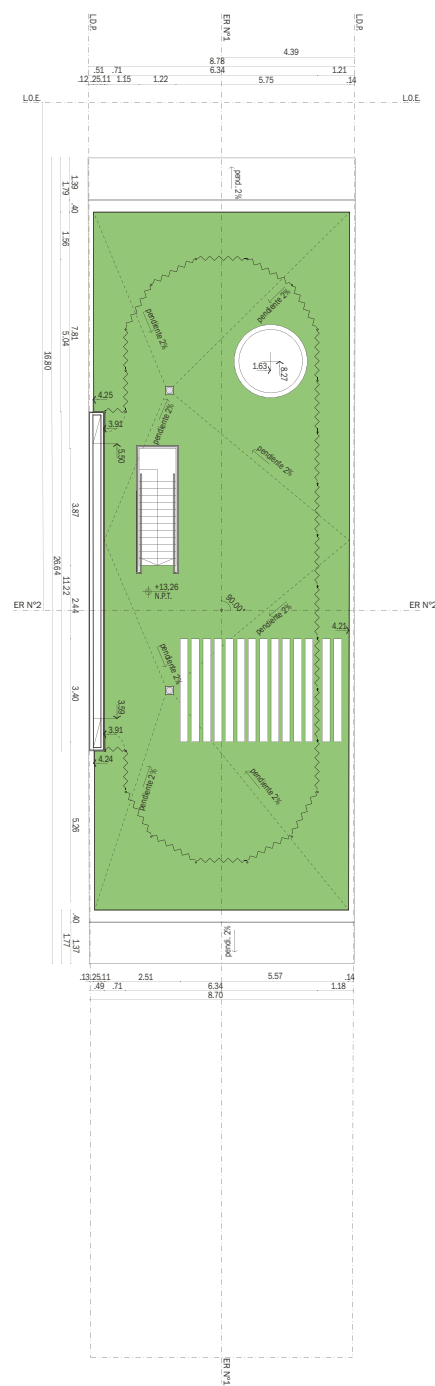 L.D.P.
ER Nº1
L.D.P.
4.39
8.78
.51 .71 6.34 1.21
.12 .25 .11 1.15 1.22 5.75 .14
L.O.E.
L.O.E.
pend. 2%
1.39
1.79
.40
1.56
7.81
5.04
16.80
pendiente 2%
pendiente 2%
1.63
8.27
4.25
3.91
pendiente 2%
5.50
pendiente 2%
3.87
26.64
11.22
+13,26
N.P.T.
90.00°
ER Nº2
ER Nº2
2.44
pendiente 2%
4.21
pendiente 2%
3.40
3.59
3.91
4.24
pendiente 2%
pendiente 2%
5.26
.40
1.77
1.37
pend. 2%
.13 .25 .11 2.51 5.57 .14
.49 .71 6.34 1.18
8.70
ER Nº1